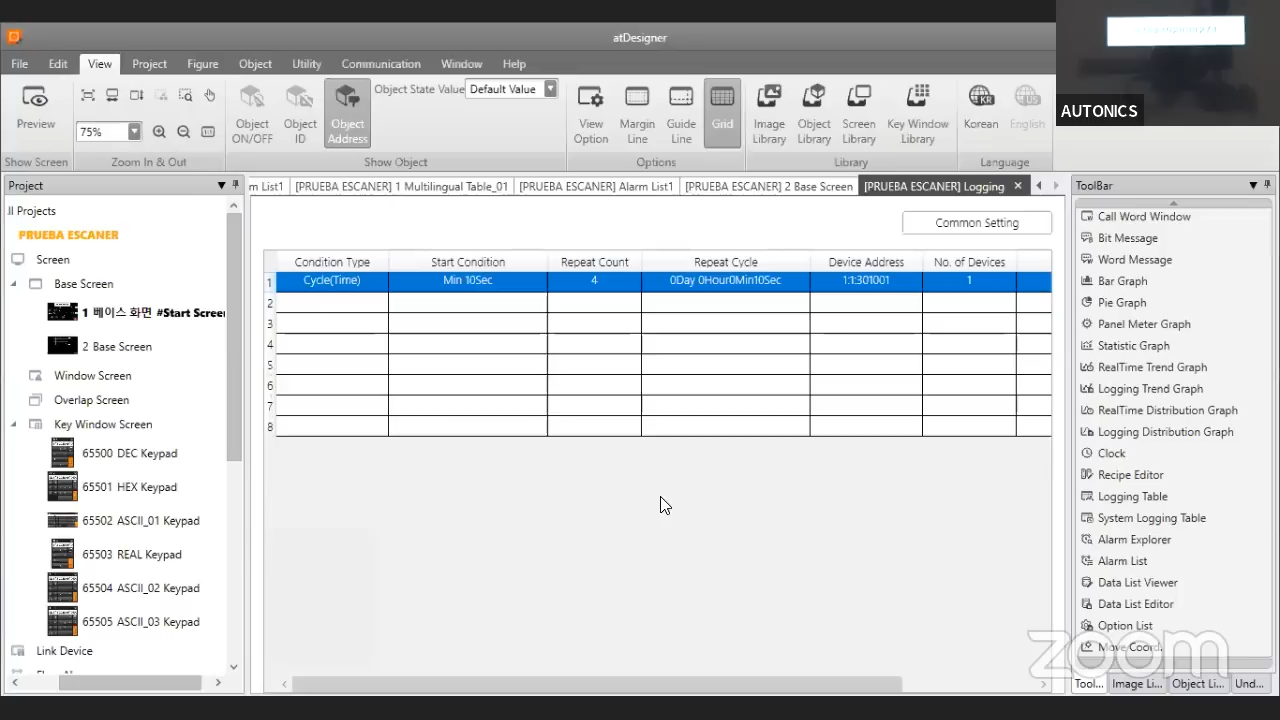 atDesigner
AUTONICS
File Edit View Project Figure Object Utility Communication Window Help
Object State Value Default Value
Preview
75%
Object ON/OFF
Object ID
Object Address
View Option
Margin Line
Guide Line
Grid
Image Library
Object Library
Screen Library
Key Window Library
KR Korean
US English
Show Screen Zoom In & Out Show Object Options Library Language
Project
m List1 [PRUEBA ESCANER] 1 Multilingual Table_01 [PRUEBA ESCANER] Alarm List1 [PRUEBA ESCANER] 2 Base Screen [PRUEBA ESCANER] Logging
Projects
PRUEBA ESCANER
Screen
Base Screen
1 베이스 화면 #Start Screen
2 Base Screen
Window Screen
Overlap Screen
Key Window Screen
65500 DEC Keypad
65501 HEX Keypad
65502 ASCII_01 Keypad
65503 REAL Keypad
65504 ASCII_02 Keypad
65505 ASCII_03 Keypad
Link Device
Common Setting
Condition Type Start Condition Repeat Count Repeat Cycle Device Address No. of Devices
1 Cycle(Time) Min 10Sec 4 0Day 0Hour0Min10Sec 1:1:301001 1
2
3
4
5
6
7
8
ToolBar
Call Word Window
Bit Message
Word Message
Bar Graph
Pie Graph
Panel Meter Graph
Statistic Graph
RealTime Trend Graph
Logging Trend Graph
RealTime Distribution Graph
Logging Distribution Graph
Clock
Recipe Editor
Logging Table
System Logging Table
Alarm Explorer
Alarm List
Data List Viewer
Data List Editor
Option List
Move Coord.
zoom
Tool... Image Li... Object Li... Und...